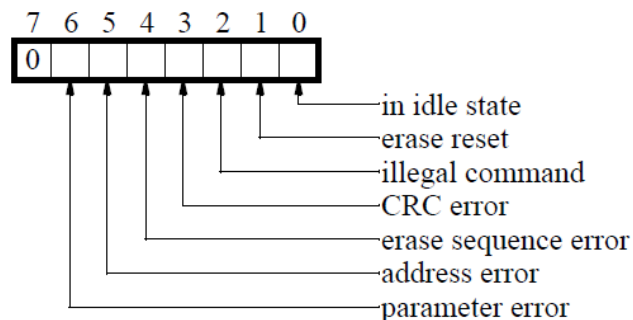 7 6 5 4 3 2 1 0
0
in idle state
erase reset
illegal command
CRC error
erase sequence error
address error
parameter error